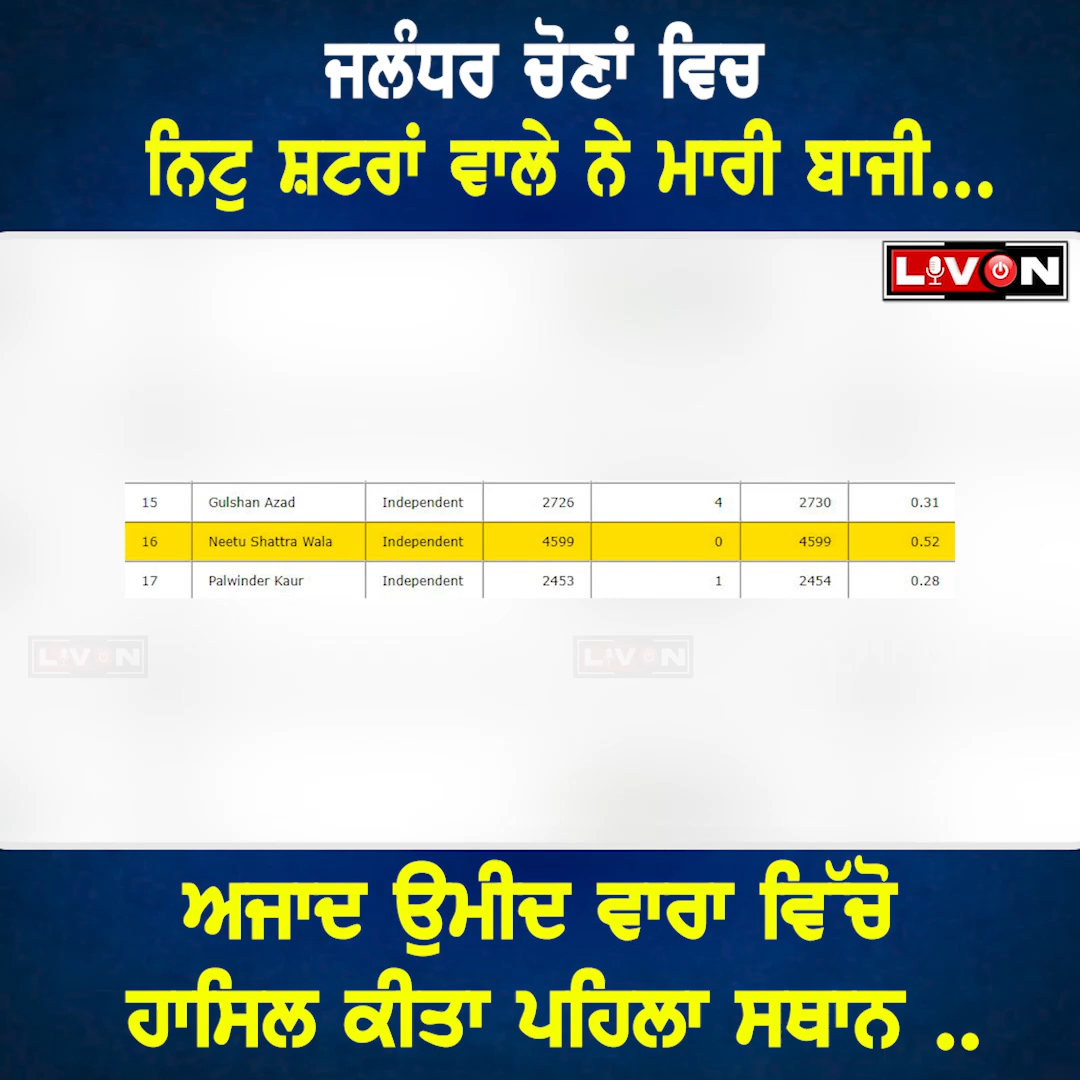 ਜਲੰਧਰ ਚੋਣਾਂ ਵਿਚ
ਨਿਟੁ ਸ਼ਟਰਾਂ ਵਾਲੇ ਨੇ ਮਾਰੀ ਬਾਜੀ...
LIVON
15 Gulshan Azad Independent 2726 4 2730 0.31
16 Neetu Shattra Wala Independent 4599 0 4599 0.52
17 Palwinder Kaur Independent 2453 1 2454 0.28
LIVON LIVON
ਅਜਾਦ ਉਮੀਦ ਵਾਰਾ ਵਿੱਚੋ
ਹਾਸਿਲ ਕੀਤਾ ਪਹਿਲਾ ਸਥਾਨ ..